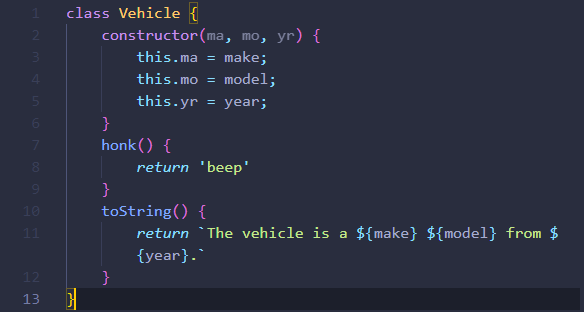 1 class Vehicle {
2     constructor(ma, mo, yr) {
3         this.ma = make;
4         this.mo = model;
5         this.yr = year;
6     }
7     honk() {
8         return 'beep'
9     }
10     toString() {
11         return `The vehicle is a ${make} ${model} from $
{year}.`
12     }
13 }